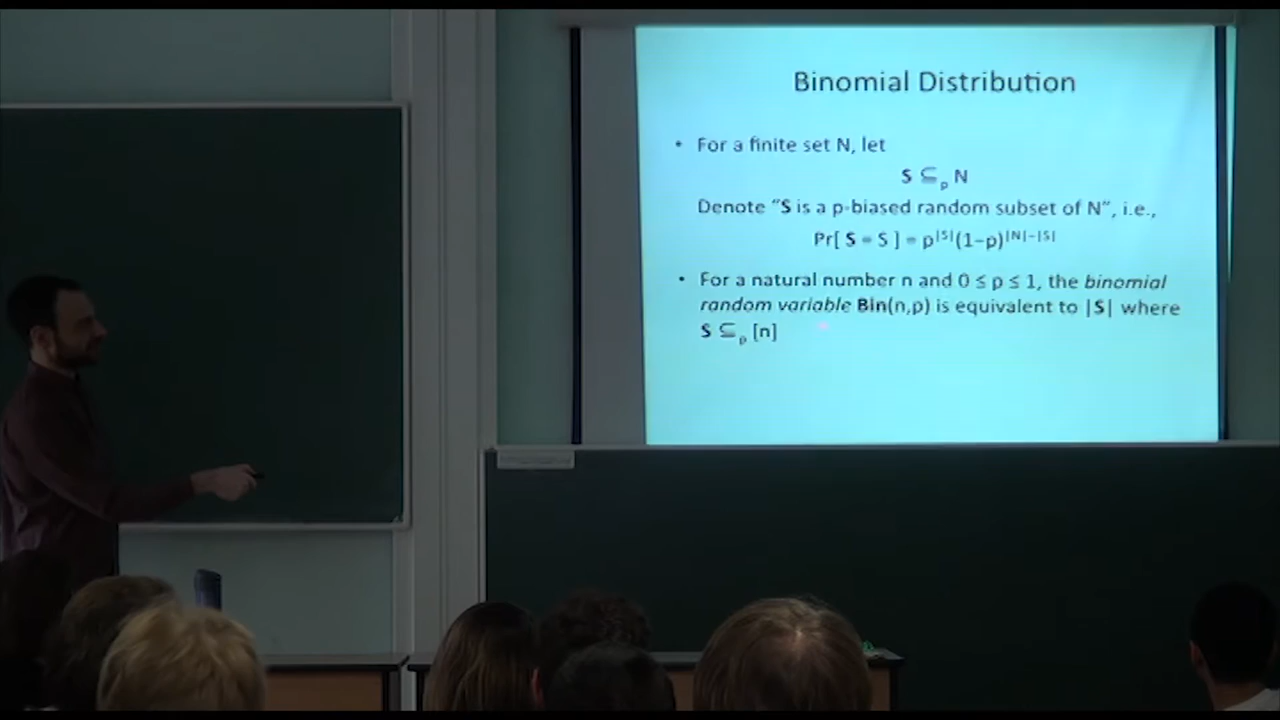 Binomial Distribution
• For a finite set N, let
S ⊆ₚ N
Denote "S is a p-biased random subset of N", i.e.,
Pr[ S = S ] = p^|S|(1−p)^|N|−|S|
• For a natural number n and 0 ≤ p ≤ 1, the binomial
random variable Bin(n,p) is equivalent to |S| where
S ⊆ₚ [n]